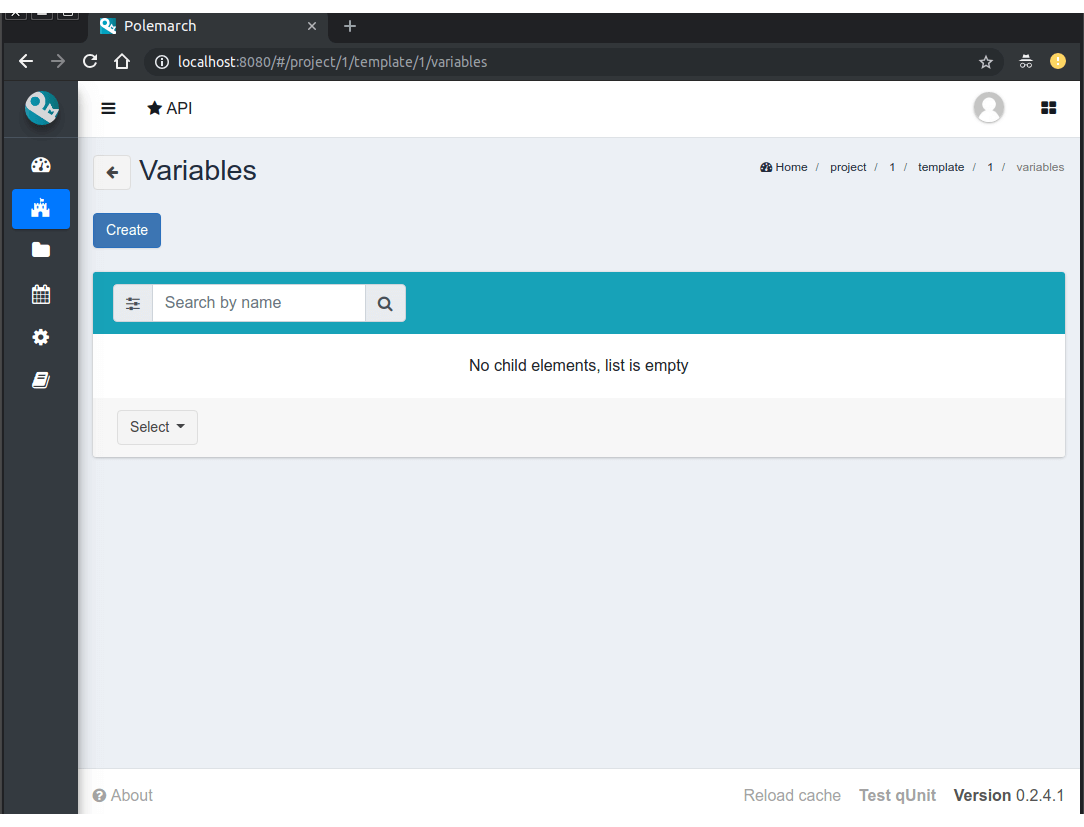 Polemarch
localhost:8080/#/project/1/template/1/variables
API
Variables
Home / project / 1 / template / 1 / variables
Create
Search by name
No child elements, list is empty
Select
About
Reload cache Test qUnit Version 0.2.4.1